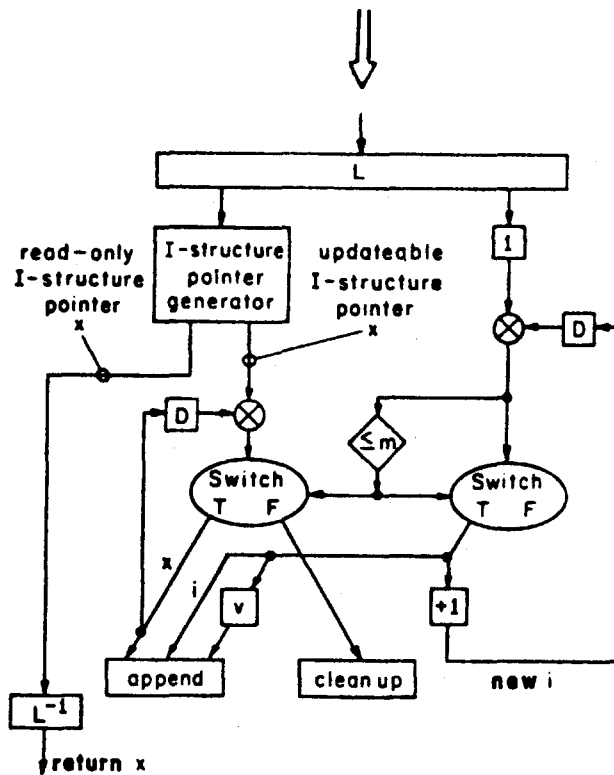 L
read-only
I-structure
pointer
x
I-structure
pointer
generator
updateable
I-structure
pointer
x
1
D
D
≤m
Switch
T F
Switch
T F
x
i
v
+1
append
clean up
new i
L⁻¹
return x